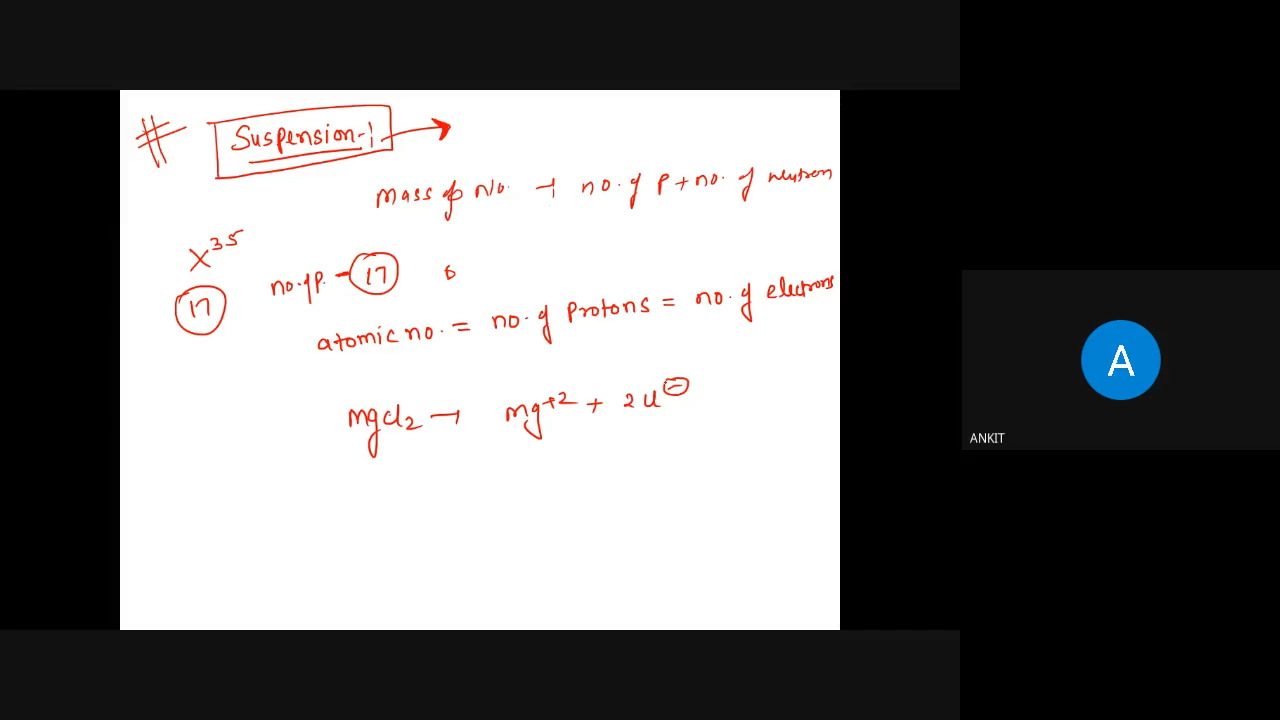 # Suspension-:
Mass of no. → no. of P + no. of neutron
X³⁵
17
no. of P. - 17
atomic no. = no. of Protons = no. of electrons
MgCl₂ → Mg⁺² + 2Cl⁻
A
ANKIT